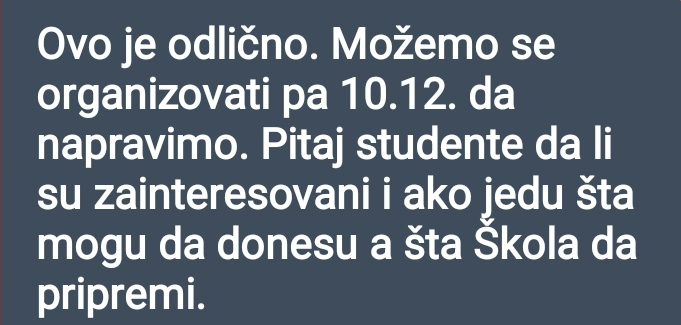 Ovo je odlično. Možemo se
organizovati pa 10.12. da
napravimo. Pitaj studente da li
su zainteresovani i ako jedu šta
mogu da donesu a šta Škola da
pripremi.